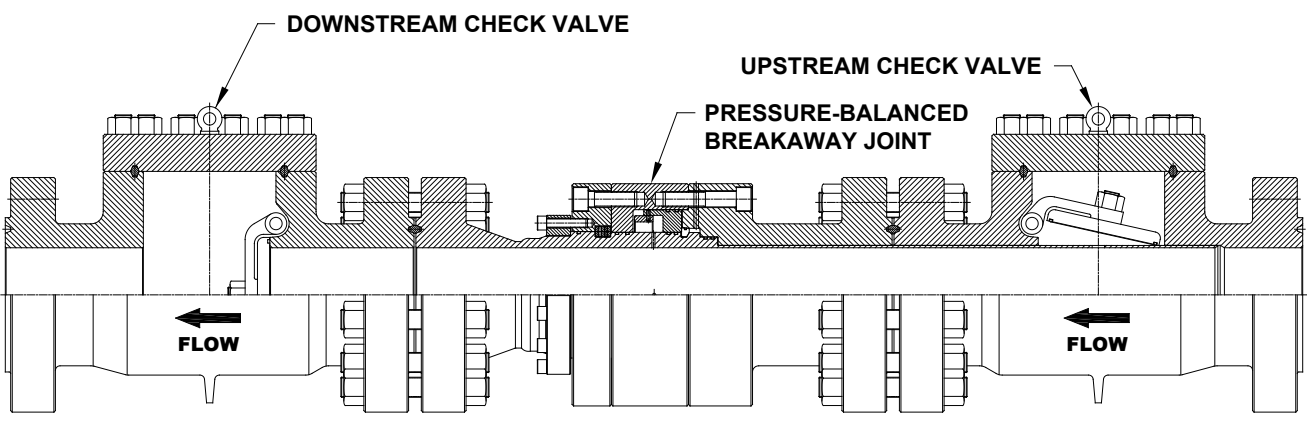 DOWNSTREAM CHECK VALVE
UPSTREAM CHECK VALVE
PRESSURE-BALANCED
BREAKAWAY JOINT
FLOW
FLOW